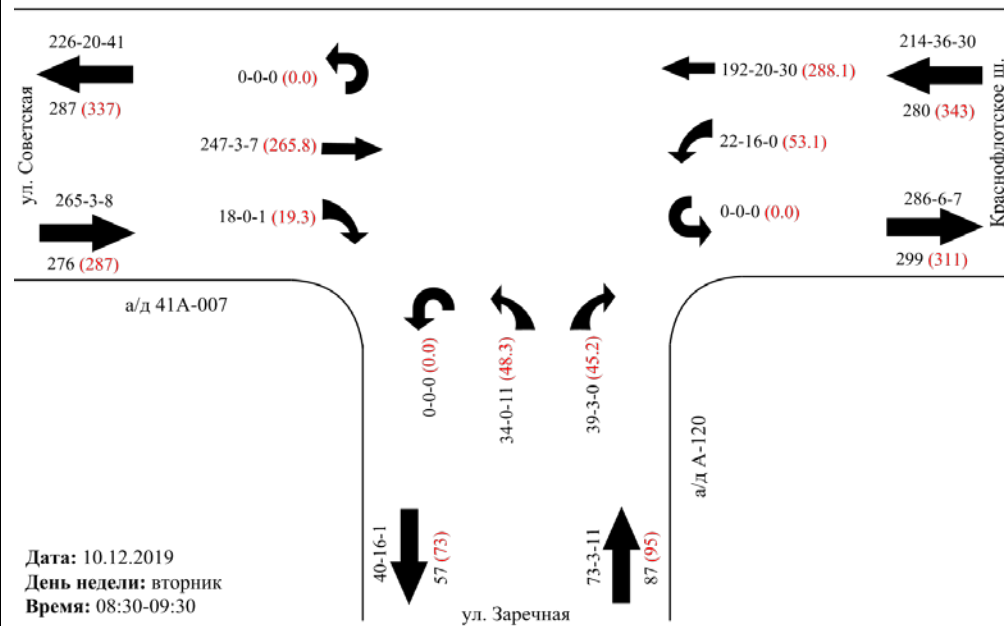 226-20-41
214-36-30
0-0-0 (0.0)
192-20-30 (288.1)
287 (337)
280 (343)
ул. Советская
Краснофлотское ш.
247-3-7 (265.8)
22-16-0 (53.1)
265-3-8
18-0-1 (19.3)
0-0-0 (0.0)
286-6-7
276 (287)
299 (311)
а/д 41А-007
0-0-0 (0.0)
34-0-11 (48.3)
39-3-0 (45.2)
а/д А-120
40-16-1
57 (73)
73-3-11
87 (95)
Дата: 10.12.2019
День недели: вторник
Время: 08:30-09:30
ул. Заречная